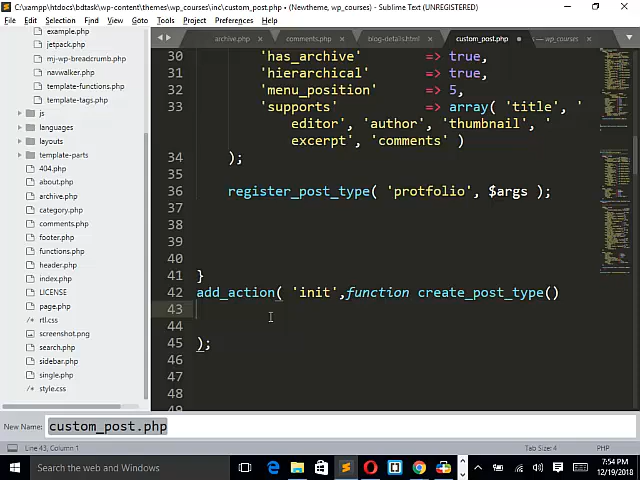 C:\xampp\htdocs\bdtask\wp-content\themes\wp_courses\inc\custom_post.php • (Newtheme, wp_courses) - Sublime Text (UNREGISTERED)
File Edit Selection Find View Goto Tools Project Preferences Help
archive.php × comments.php × blog-details.html × custom_post.php • — wp_courses
example.php
jetpack.php
mj-wp-breadcrumb.php
navwalker.php
template-functions.php
template-tags.php
js
languages
layouts
template-parts
404.php
about.php
archive.php
category.php
comments.php
footer.php
functions.php
header.php
index.php
LICENSE
page.php
rtl.css
screenshot.png
search.php
sidebar.php
single.php
style.css
30 'has_archive' => true,
31 'hierarchical' => true,
32 'menu_position' => 5,
33 'supports' => array( 'title', '
editor', 'author', 'thumbnail', '
excerpt', 'comments' )
34 );
35
36 register_post_type( 'protfolio', $args );
37
38
39
40
41 }
42 add_action( 'init',function create_post_type()
43
44
45 );
46
47
48
49
New Name: custom_post.php
Line 43, Column 1 Tab Size: 4 PHP
Search the web and Windows
7:54 PM
12/19/2018